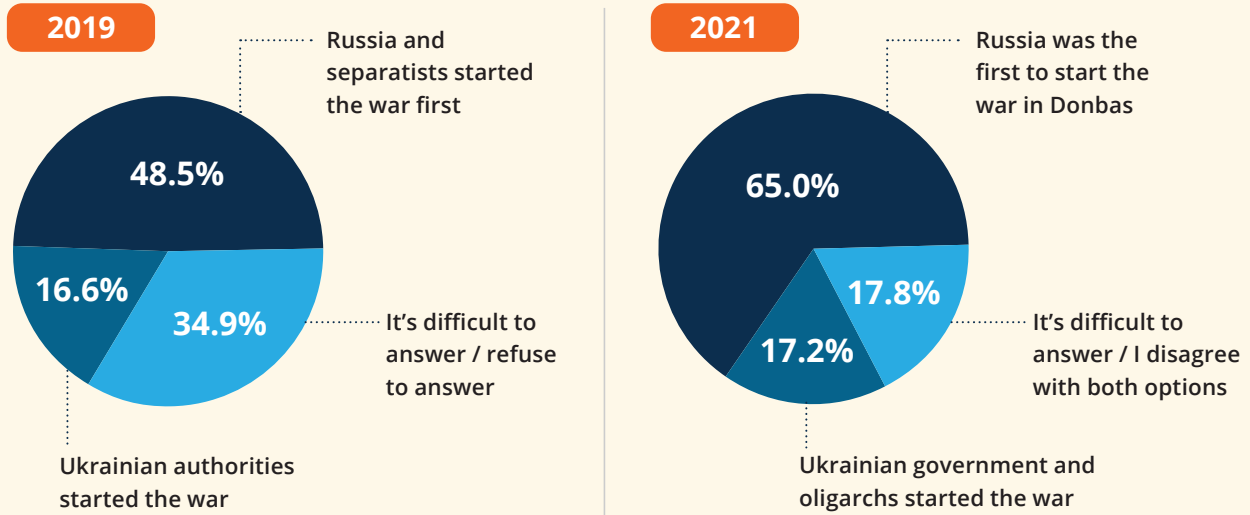 2019
Russia and
separatists started
the war first
48.5%
16.6%
34.9%
It’s difficult to
answer / refuse
to answer
Ukrainian authorities
started the war
2021
Russia was the
first to start the
war in Donbas
65.0%
17.8%
17.2%
It’s difficult to
answer / I disagree
with both options
Ukrainian government and
oligarchs started the war